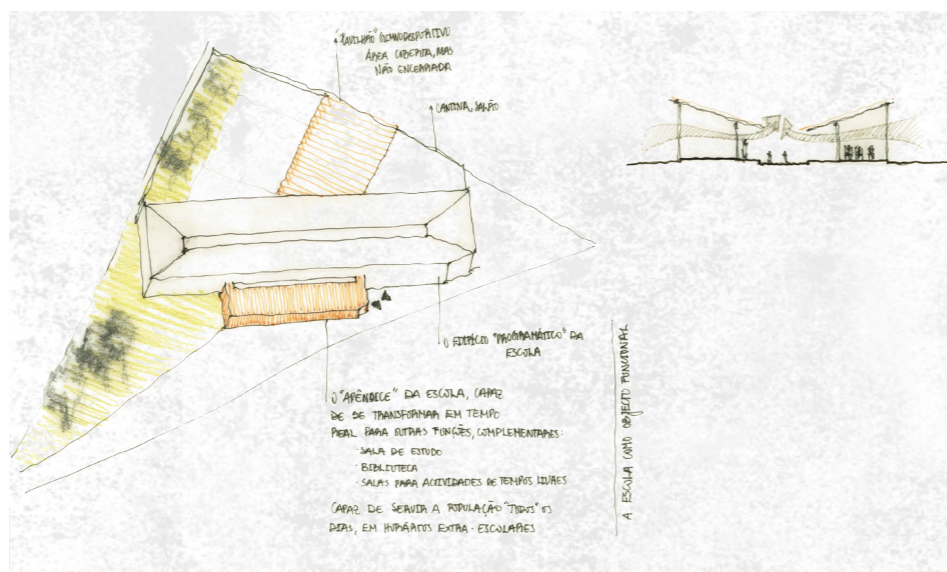 "PAVILHÃO" GIMNODESPORTIVO
ÁREA COBERTA, MAS
NÃO ENCERRADA
CANTINA, SALÃO
O EDIFÍCIO "PROGRAMÁTICO" DA
ESCOLA
O "APÊNDICE" DA ESCOLA, CAPAZ
DE SE TRANSFORMAR EM TEMPO
REAL PARA OUTRAS FUNÇÕES, COMPLEMENTARES:
· SALA DE ESTUDO
· BIBLIOTECA
· SALAS PARA ACTIVIDADES DE TEMPOS LIVRES
CAPAZ DE SERVIR A POPULAÇÃO "TODOS" OS
DIAS, EM HORÁRIOS EXTRA-ESCOLARES
A ESCOLA COMO OBJECTO FUNCIONAL